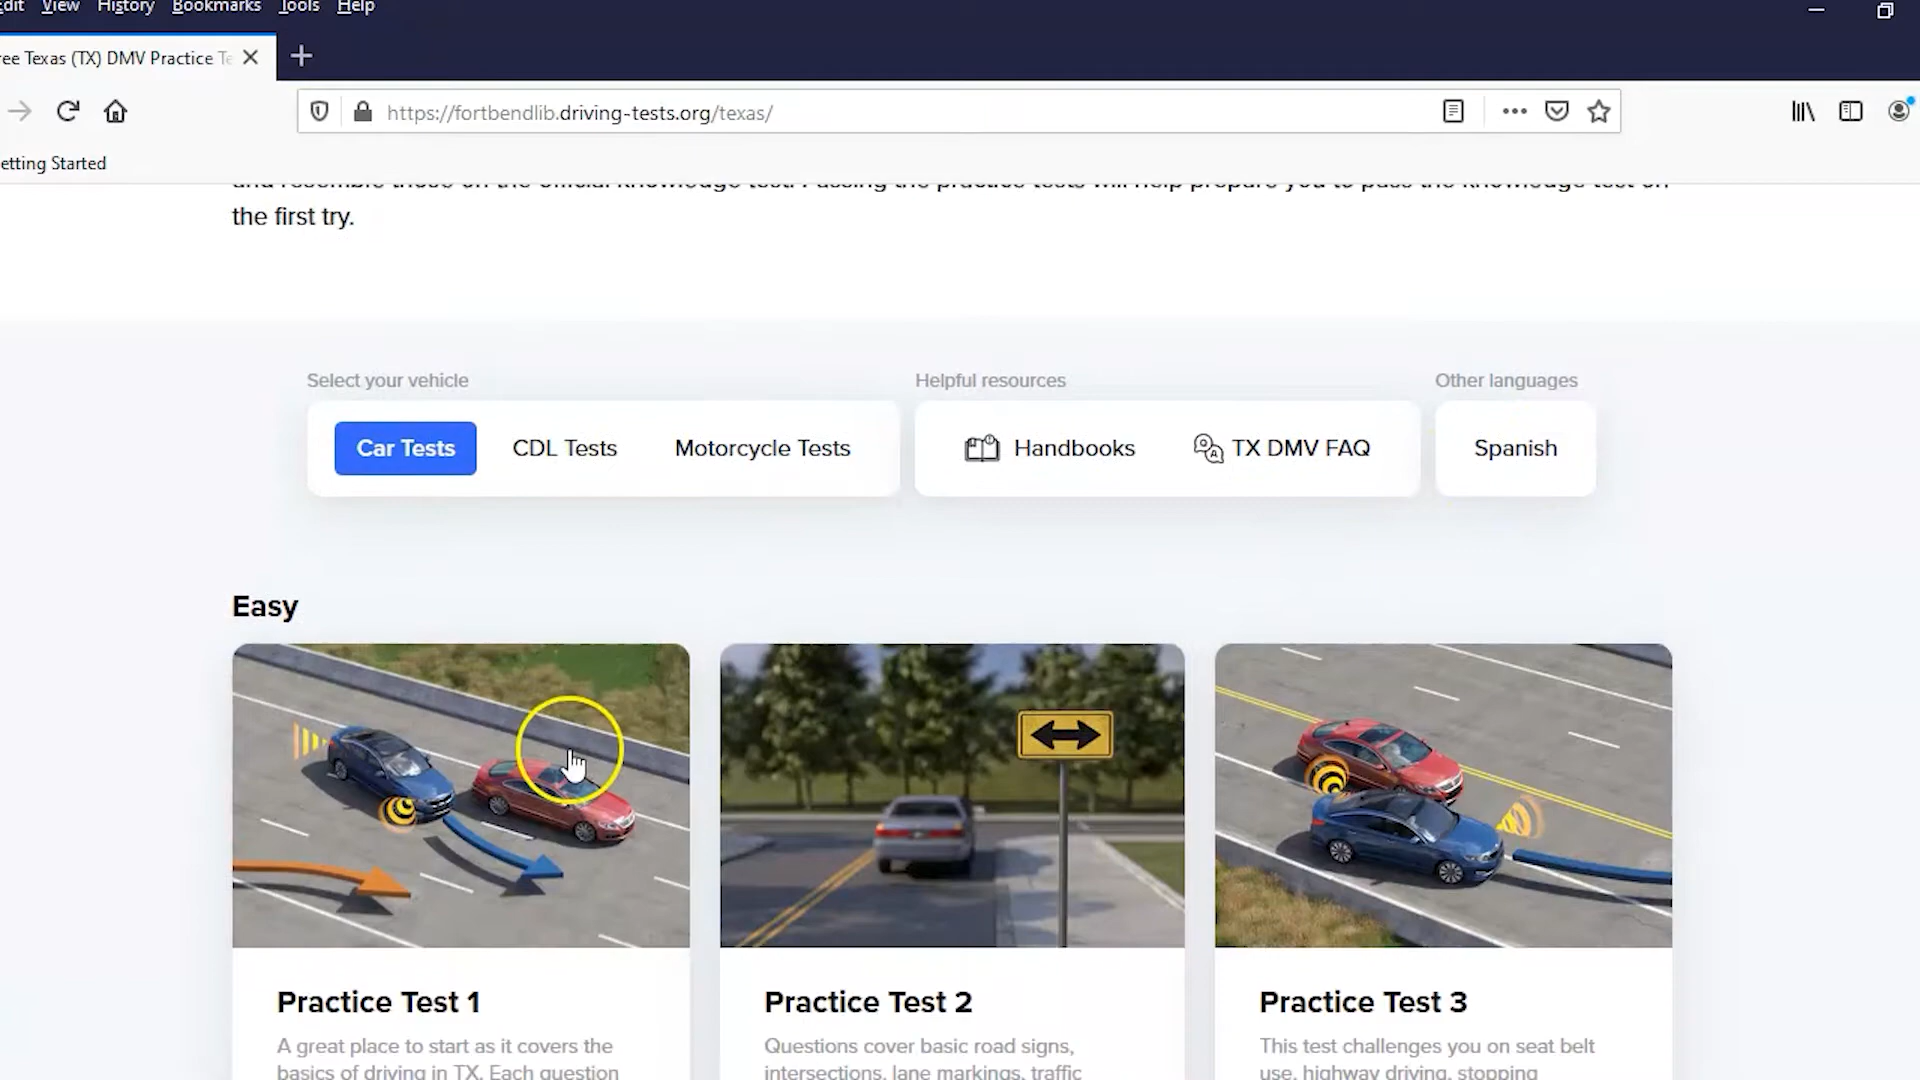 View History Bookmarks Tools Help
Texas (TX) DMV Practice
https://fortbendlib.driving-tests.org/texas/
the first try.
Select your vehicle
Helpful resources
Other languages
Car Tests
CDL Tests
Motorcycle Tests
Handbooks
TX DMV FAQ
Spanish
Easy
Practice Test 1
A great place to start as it covers the
basics of driving in TX. Each question
Practice Test 2
Questions cover basic road signs,
intersections, lane markings, traffic
Practice Test 3
This test challenges you on seat belt
use, highway driving, stopping